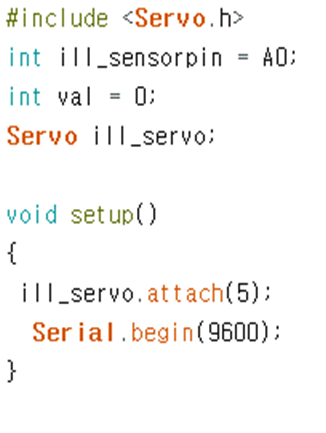 #include <Servo.h>
int ill_sensorpin = A0;
int val = 0;
Servo ill_servo;
void setup()
{
ill_servo.attach(5);
Serial.begin(9600);
}